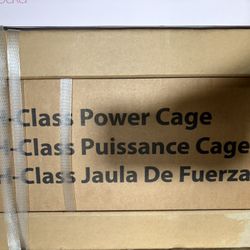 -Class Power Cage
-Class Puissance Cage
-Class Jaula De Fuerza